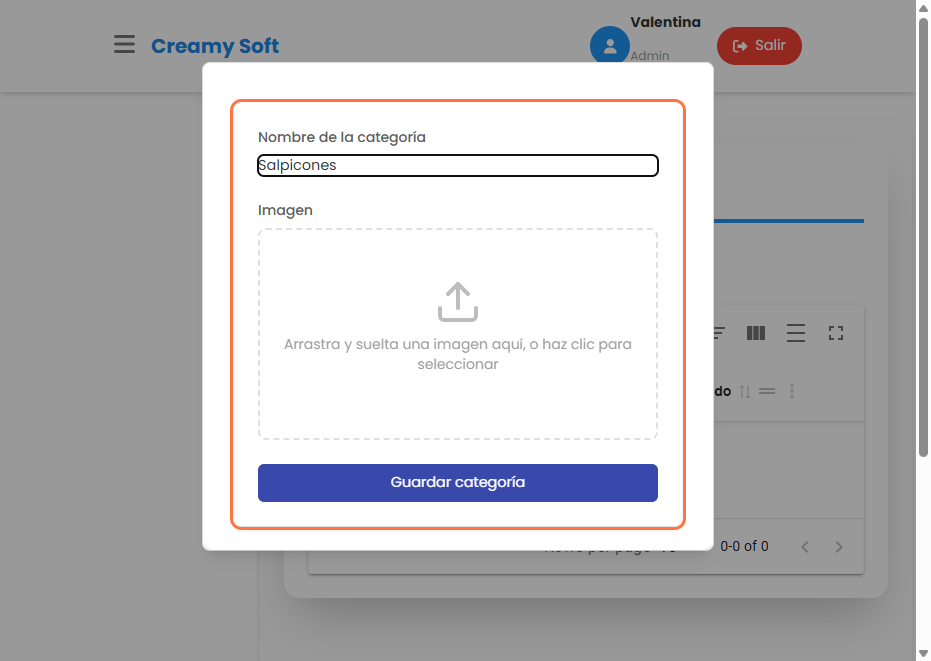 Valentina
Creamy Soft
Admin
Salir
Nombre de la categoría
Salpicones
Imagen
Arrastra y suelta una imagen aquí, o haz clic para
seleccionar
do
Guardar categoría
0-0 of 0